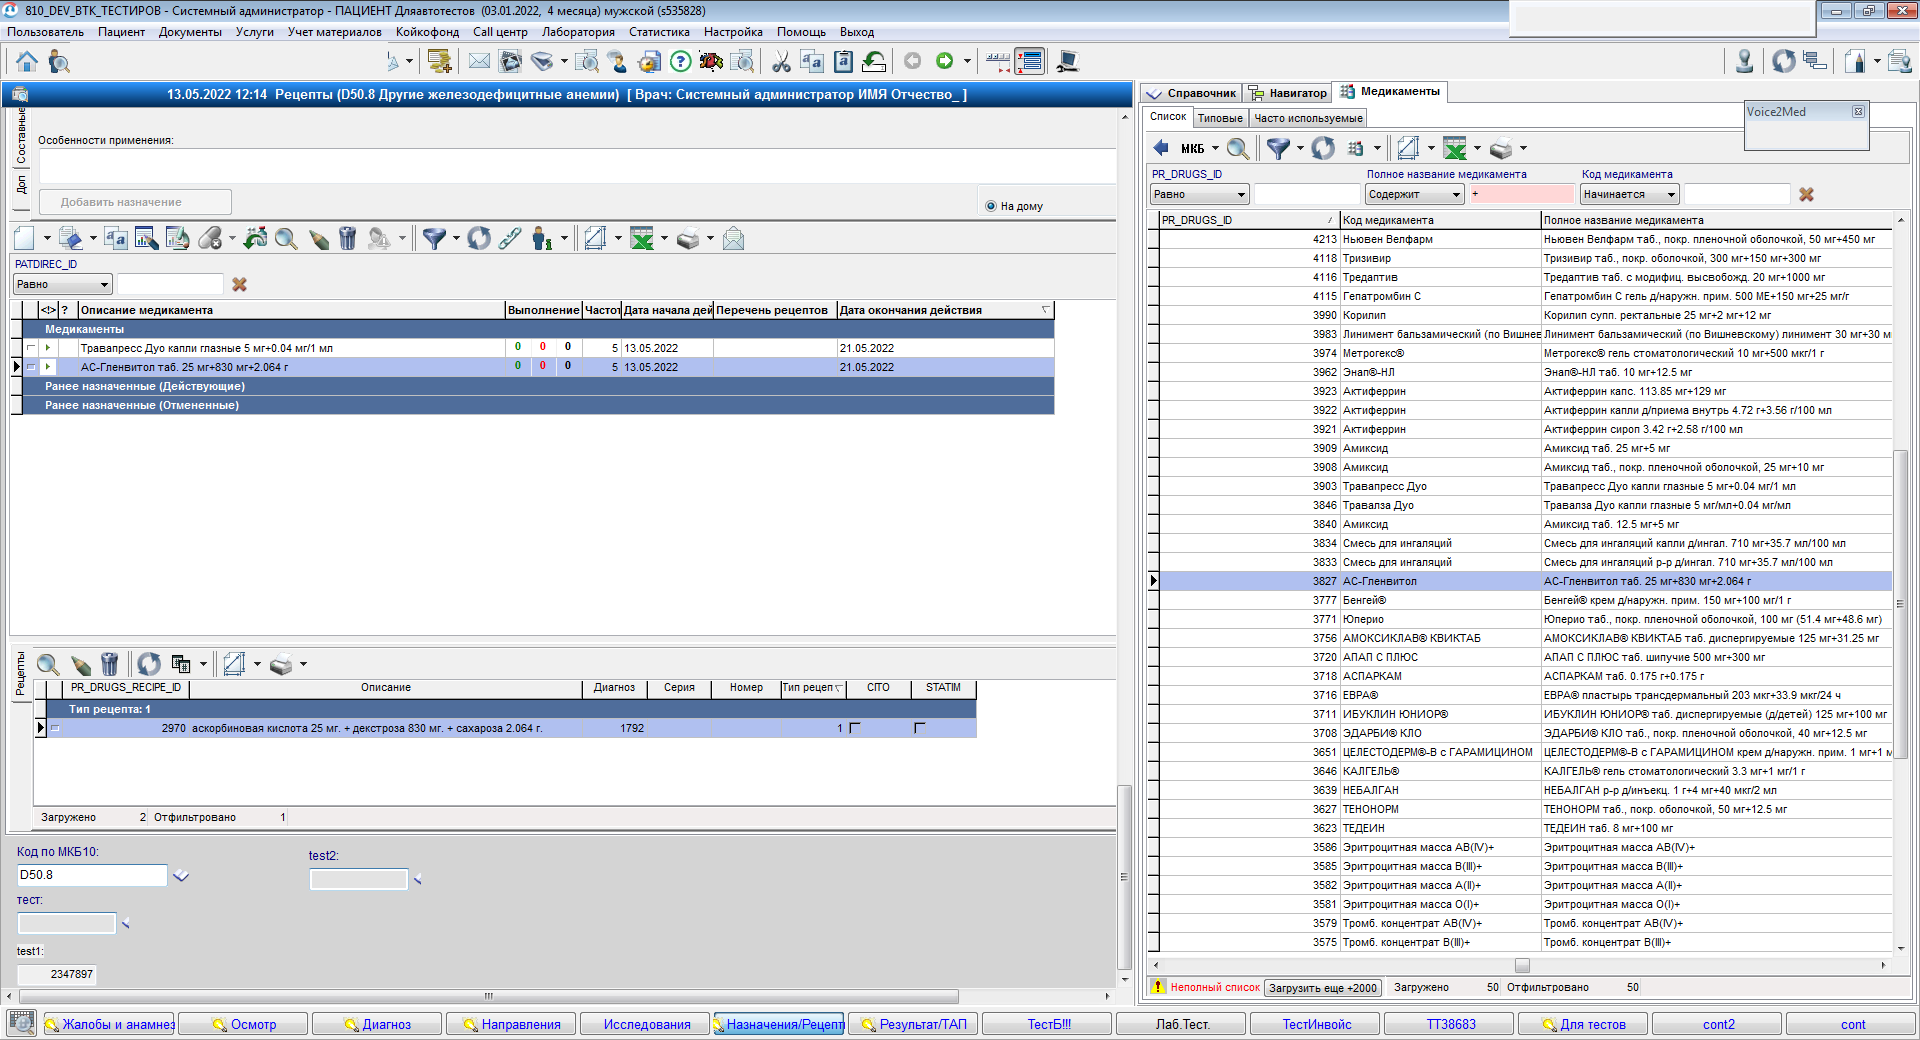 810_DEV_BTK_ТЕСТИРОВ - Системный администратор - ПАЦИЕНТ Дляавтотестов (03.01.2022, 4 месяца) мужской (s535828)
Пользователь Пациент Документы Услуги Учет материалов Койкофонд Call центр Лаборатория Статистика Настройка Помощь Выход
13.05.2022 12:14 Рецепты (D50.8 Другие железодефицитные анемии) [ Врач: Системный администратор ИМЯ Отчество_ ]
Составные
Доп
Особенности применения:
Добавить назначение
На дому
PATDIREC_ID
Равно
<!> ? Описание медикамента Выполнение Частот Дата начала дей Перечень рецептов Дата окончания действия
Медикаменты
Травапресс Дуо капли глазные 5 мг+0.04 мг/1 мл 0 0 0 5 13.05.2022 21.05.2022
АС-Гленвитол таб. 25 мг+830 мг+2.064 г 0 0 0 5 13.05.2022 21.05.2022
Ранее назначенные (Действующие)
Ранее назначенные (Отмененные)
Рецепты
PR_DRUGS_RECIPE_ID Описание Диагноз Серия Номер Тип рецеп CITO STATIM
Тип рецепта: 1
2970 аскорбиновая кислота 25 мг. + декстроза 830 мг. + сахароза 2.064 г. 1792 1
Загружено 2 Отфильтровано 1
Код по МКБ10:
D50.8
test2:
тест:
test1:
2347897
Справочник Навигатор Медикаменты
Список Типовые Часто используемые
Voice2Med
МКБ
PR_DRUGS_ID Полное название медикамента Код медикамента
Равно Содержит + Начинается
PR_DRUGS_ID Код медикамента Полное название медикамента
4213 Ньювен Велфарм Ньювен Велфарм таб., покр. пленочной оболочкой, 50 мг+450 мг
4118 Тризивир Тризивир таб., покр. оболочкой, 300 мг+150 мг+300 мг
4116 Тредаптив Тредаптив таб. с модифиц. высвобожд. 20 мг+1000 мг
4115 Гепатромбин С Гепатромбин С гель д/наружн. прим. 500 МЕ+150 мг+25 мг/г
3990 Корилип Корилип супп. ректальные 25 мг+2 мг+12 мг
3983 Линимент бальзамический (по Вишнев Линимент бальзамический (по Вишневскому) линимент 30 мг+30 м
3974 Метрогекс® Метрогекс® гель стоматологический 10 мг+500 мкг/1 г
3962 Энап®-НЛ Энап®-НЛ таб. 10 мг+12.5 мг
3923 Актиферрин Актиферрин капс. 113.85 мг+129 мг
3922 Актиферрин Актиферрин капли д/приема внутрь 4.72 г+3.56 г/100 мл
3921 Актиферрин Актиферрин сироп 3.42 г+2.58 г/100 мл
3909 Амиксид Амиксид таб. 25 мг+5 мг
3908 Амиксид Амиксид таб., покр. пленочной оболочкой, 25 мг+10 мг
3903 Травапресс Дуо Травапресс Дуо капли глазные 5 мг+0.04 мг/1 мл
3846 Травалза Дуо Травалза Дуо капли глазные 5 мг/мл+0.04 мг/мл
3840 Амиксид Амиксид таб. 12.5 мг+5 мг
3834 Смесь для ингаляций Смесь для ингаляций капли д/ингал. 710 мг+35.7 мл/100 мл
3833 Смесь для ингаляций Смесь для ингаляций р-р д/ингал. 710 мг+35.7 мл/100 мл
3827 АС-Гленвитол АС-Гленвитол таб. 25 мг+830 мг+2.064 г
3777 Бенгей® Бенгей® крем д/наружн. прим. 150 мг+100 мг/1 г
3771 Юперио Юперио таб., покр. пленочной оболочкой, 100 мг (51.4 мг+48.6 мг)
3756 АМОКСИКЛАВ® КВИКТАБ АМОКСИКЛАВ® КВИКТАБ таб. диспергируемые 125 мг+31.25 мг
3720 АПАП С ПЛЮС АПАП С ПЛЮС таб. шипучие 500 мг+300 мг
3718 АСПАРКАМ АСПАРКАМ таб. 0.175 г+0.175 г
3716 ЕВРА® ЕВРА® пластырь трансдермальный 203 мкг+33.9 мкг/24 ч
3711 ИБУКЛИН ЮНИОР® ИБУКЛИН ЮНИОР® таб. диспергируемые (д/детей) 125 мг+100 мг
3708 ЭДАРБИ® КЛО ЭДАРБИ® КЛО таб., покр. пленочной оболочкой, 40 мг+12.5 мг
3651 ЦЕЛЕСТОДЕРМ®-В с ГАРАМИЦИНОМ ЦЕЛЕСТОДЕРМ®-В с ГАРАМИЦИНОМ крем д/наружн. прим. 1 мг+1 м
3646 КАЛГЕЛЬ® КАЛГЕЛЬ® гель стоматологический 3.3 мг+1 мг/1 г
3639 НЕБАЛГАН НЕБАЛГАН р-р д/инъекц. 1 г+4 мг+40 мкг/2 мл
3627 ТЕНОНОРМ ТЕНОНОРМ таб., покр. оболочкой, 50 мг+12.5 мг
3623 ТЕДЕИН ТЕДЕИН таб. 8 мг+100 мг
3586 Эритроцитная масса AB(IV)+ Эритроцитная масса AB(IV)+
3585 Эритроцитная масса B(III)+ Эритроцитная масса B(III)+
3582 Эритроцитная масса A(II)+ Эритроцитная масса A(II)+
3581 Эритроцитная масса O(I)+ Эритроцитная масса O(I)+
3579 Тромб. концентрат AB(IV)+ Тромб. концентрат AB(IV)+
3575 Тромб. концентрат B(III)+ Тромб. концентрат B(III)+
Неполный список Загрузить еще +2000 Загружено 50 Отфильтровано 50
Жалобы и анамнез Осмотр Диагноз Направления Исследования Назначения/Рецепт Результат/ТАП ТестБ!!! Лаб.Тест. ТестИнвойс ТТ38683 Для тестов cont2 cont